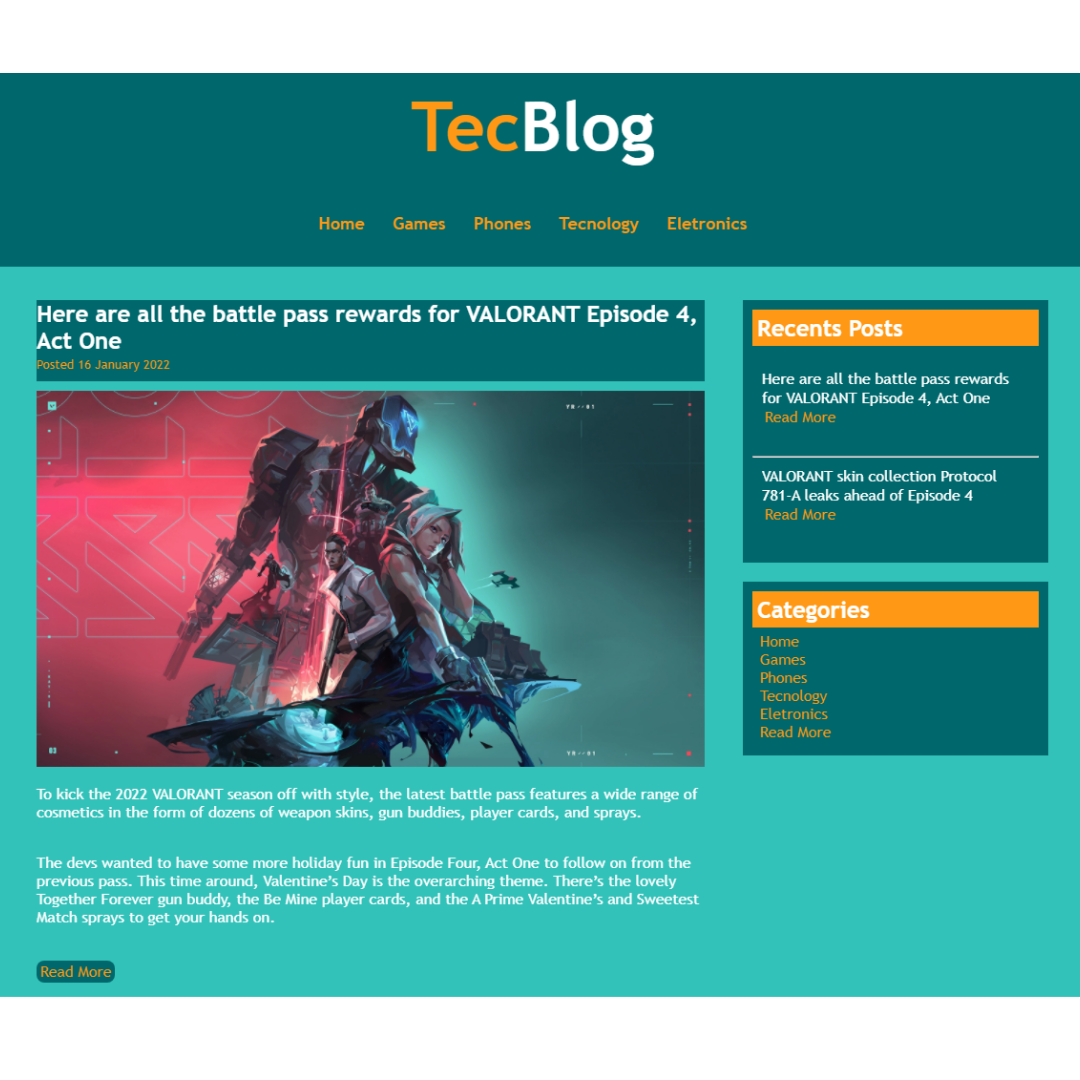 TecBlog
Home Games Phones Tecnology Eletronics
Here are all the battle pass rewards for VALORANT Episode 4,
Act One
Posted 16 January 2022
To kick the 2022 VALORANT season off with style, the latest battle pass features a wide range of
cosmetics in the form of dozens of weapon skins, gun buddies, player cards, and sprays.
The devs wanted to have some more holiday fun in Episode Four, Act One to follow on from the
previous pass. This time around, Valentine’s Day is the overarching theme. There’s the lovely
Together Forever gun buddy, the Be Mine player cards, and the A Prime Valentine’s and Sweetest
Match sprays to get your hands on.
Read More
Recents Posts
Here are all the battle pass rewards
for VALORANT Episode 4, Act One
Read More
VALORANT skin collection Protocol
781-A leaks ahead of Episode 4
Read More
Categories
Home
Games
Phones
Tecnology
Eletronics
Read More